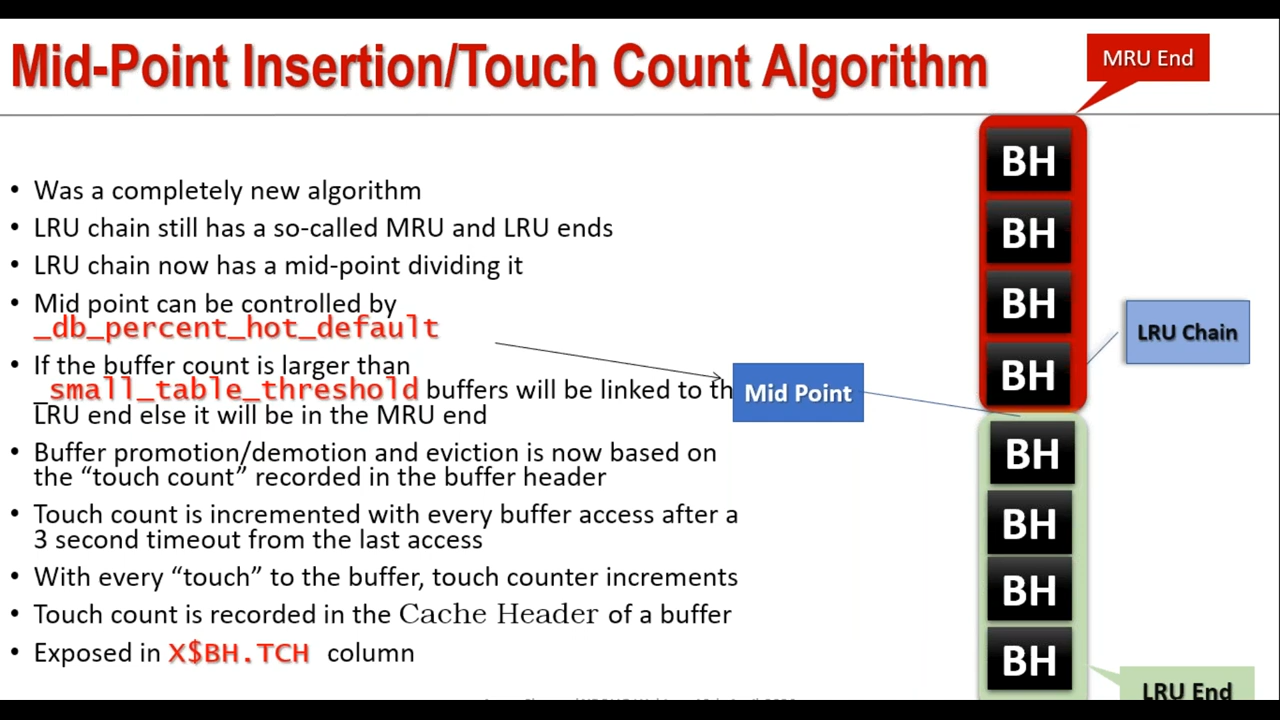 Mid-Point Insertion/Touch Count Algorithm
MRU End
• Was a completely new algorithm
• LRU chain still has a so-called MRU and LRU ends
• LRU chain now has a mid-point dividing it
• Mid point can be controlled by
_db_percent_hot_default
• If the buffer count is larger than
_small_table_threshold buffers will be linked to th
LRU end else it will be in the MRU end
• Buffer promotion/demotion and eviction is now based on
the “touch count” recorded in the buffer header
• Touch count is incremented with every buffer access after a
3 second timeout from the last access
• With every “touch” to the buffer, touch counter increments
• Touch count is recorded in the Cache Header of a buffer
• Exposed in X$BH.TCH column
BH
BH
BH
BH
LRU Chain
Mid Point
BH
BH
BH
BH
LRU End